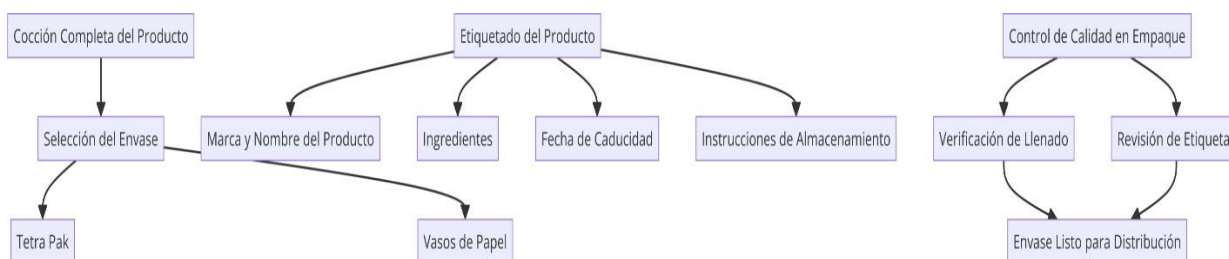 Cocción Completa del Producto
Etiquetado del Producto
Control de Calidad en Empaque
Selección del Envase
Marca y Nombre del Producto
Ingredientes
Fecha de Caducidad
Instrucciones de Almacenamiento
Verificación de Llenado
Revisión de Etiqueta
Tetra Pak
Vasos de Papel
Envase Listo para Distribución